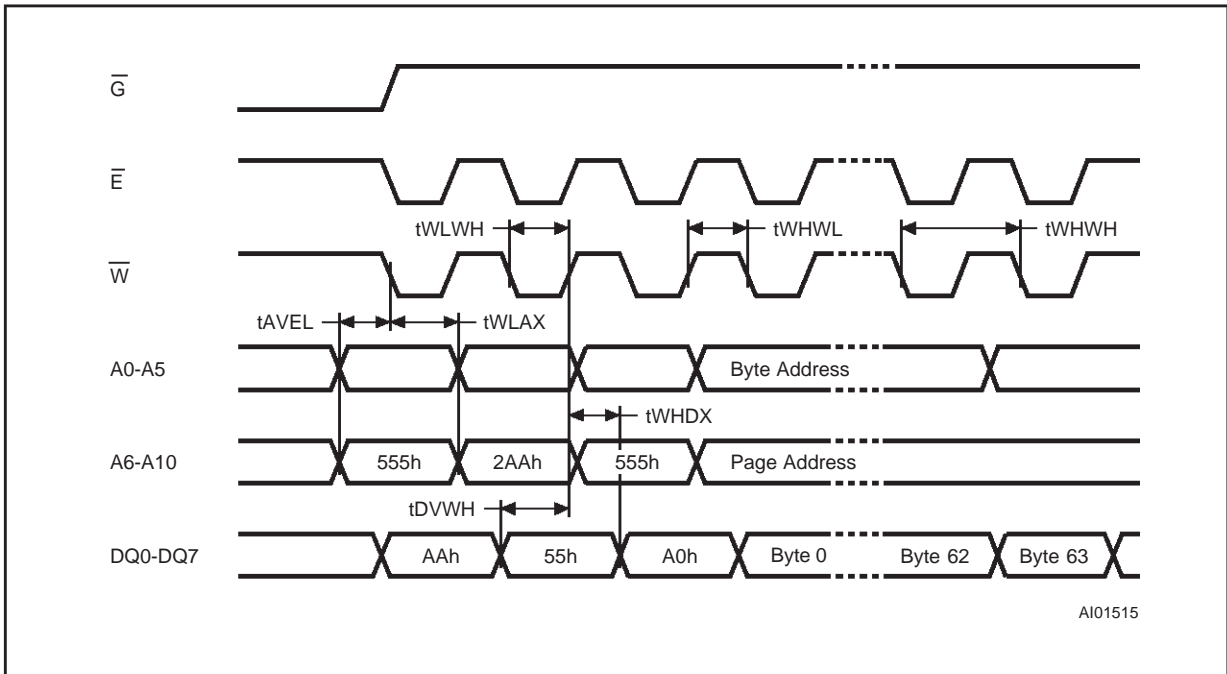 G
E
tWLWH tWHWL tWHWH
W
tAVEL tWLAX
A0-A5 Byte Address
tWHDX
A6-A10 555h 2AAh 555h Page Address
tDVWH
DQ0-DQ7 AAh 55h A0h Byte 0 Byte 62 Byte 63
AI01515